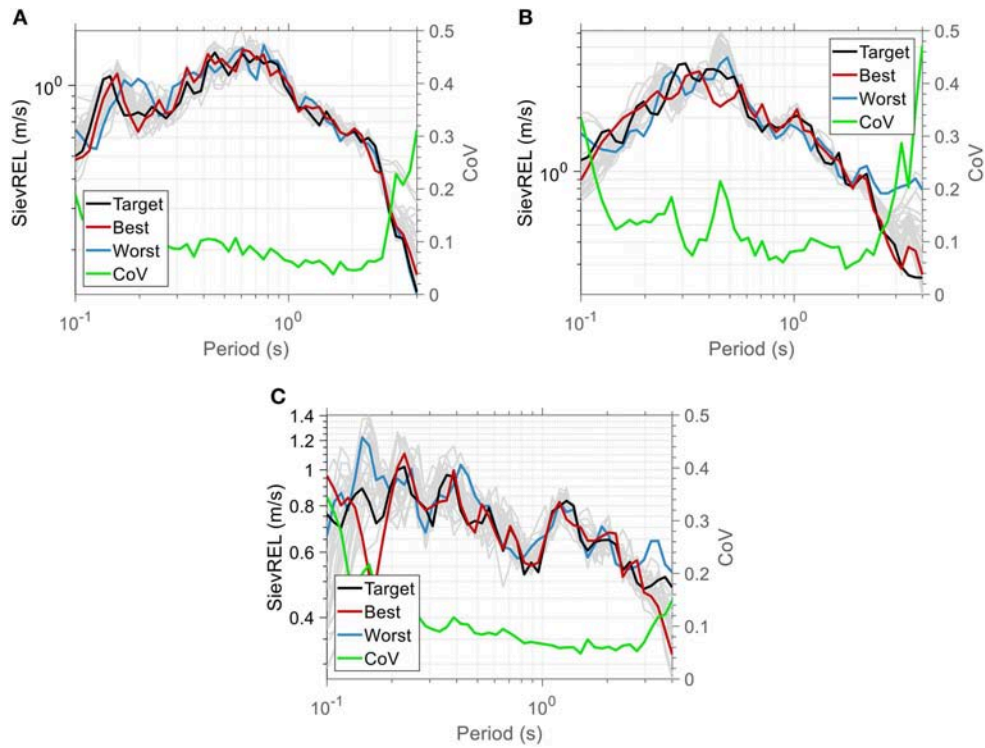 A
SievREL (m/s)
10⁰
0.5
0.4
0.3
0.2
0.1
0
CoV
Target
Best
Worst
CoV
10⁻¹
10⁰
Period (s)
B
SievREL (m/s)
10⁰
0.5
0.4
0.3
0.2
0.1
0
CoV
Target
Best
Worst
CoV
10⁻¹
10⁰
Period (s)
C
SievREL (m/s)
1.4
1.2
1
0.8
0.6
0.4
0.5
0.4
0.3
0.2
0.1
0
CoV
Target
Best
Worst
CoV
10⁻¹
10⁰
Period (s)